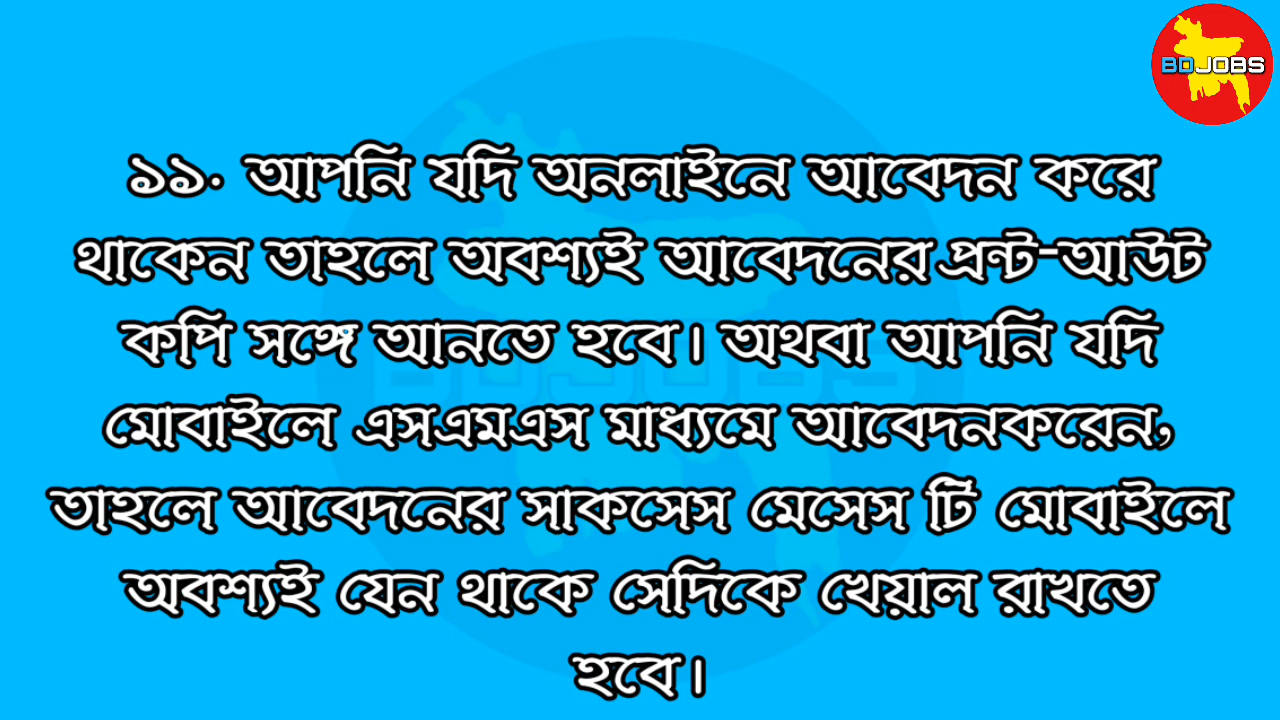 BDJOBS
১১. আপনি যদি অনলাইনে আবেদন করে
থাকেন তাহলে অবশ্যই আবেদনের প্রন্ট-আউট
কপি সঙ্গে আনতে হবে। অথবা আপনি যদি
মোবাইলে এসএমএস মাধ্যমে আবেদনকরেন,
তাহলে আবেদনের সাকসেস মেসেস টি মোবাইলে
অবশ্যই যেন থাকে সেদিকে খেয়াল রাখতে
হবে।